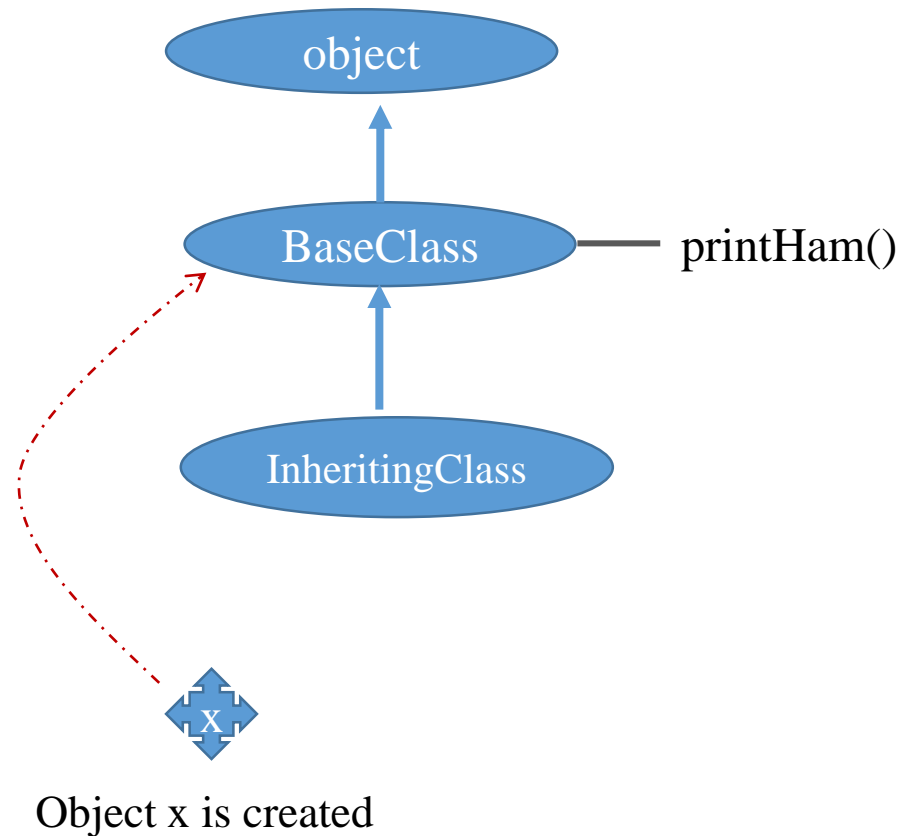 object
BaseClass
printHam()
InheritingClass
x
Object x is created